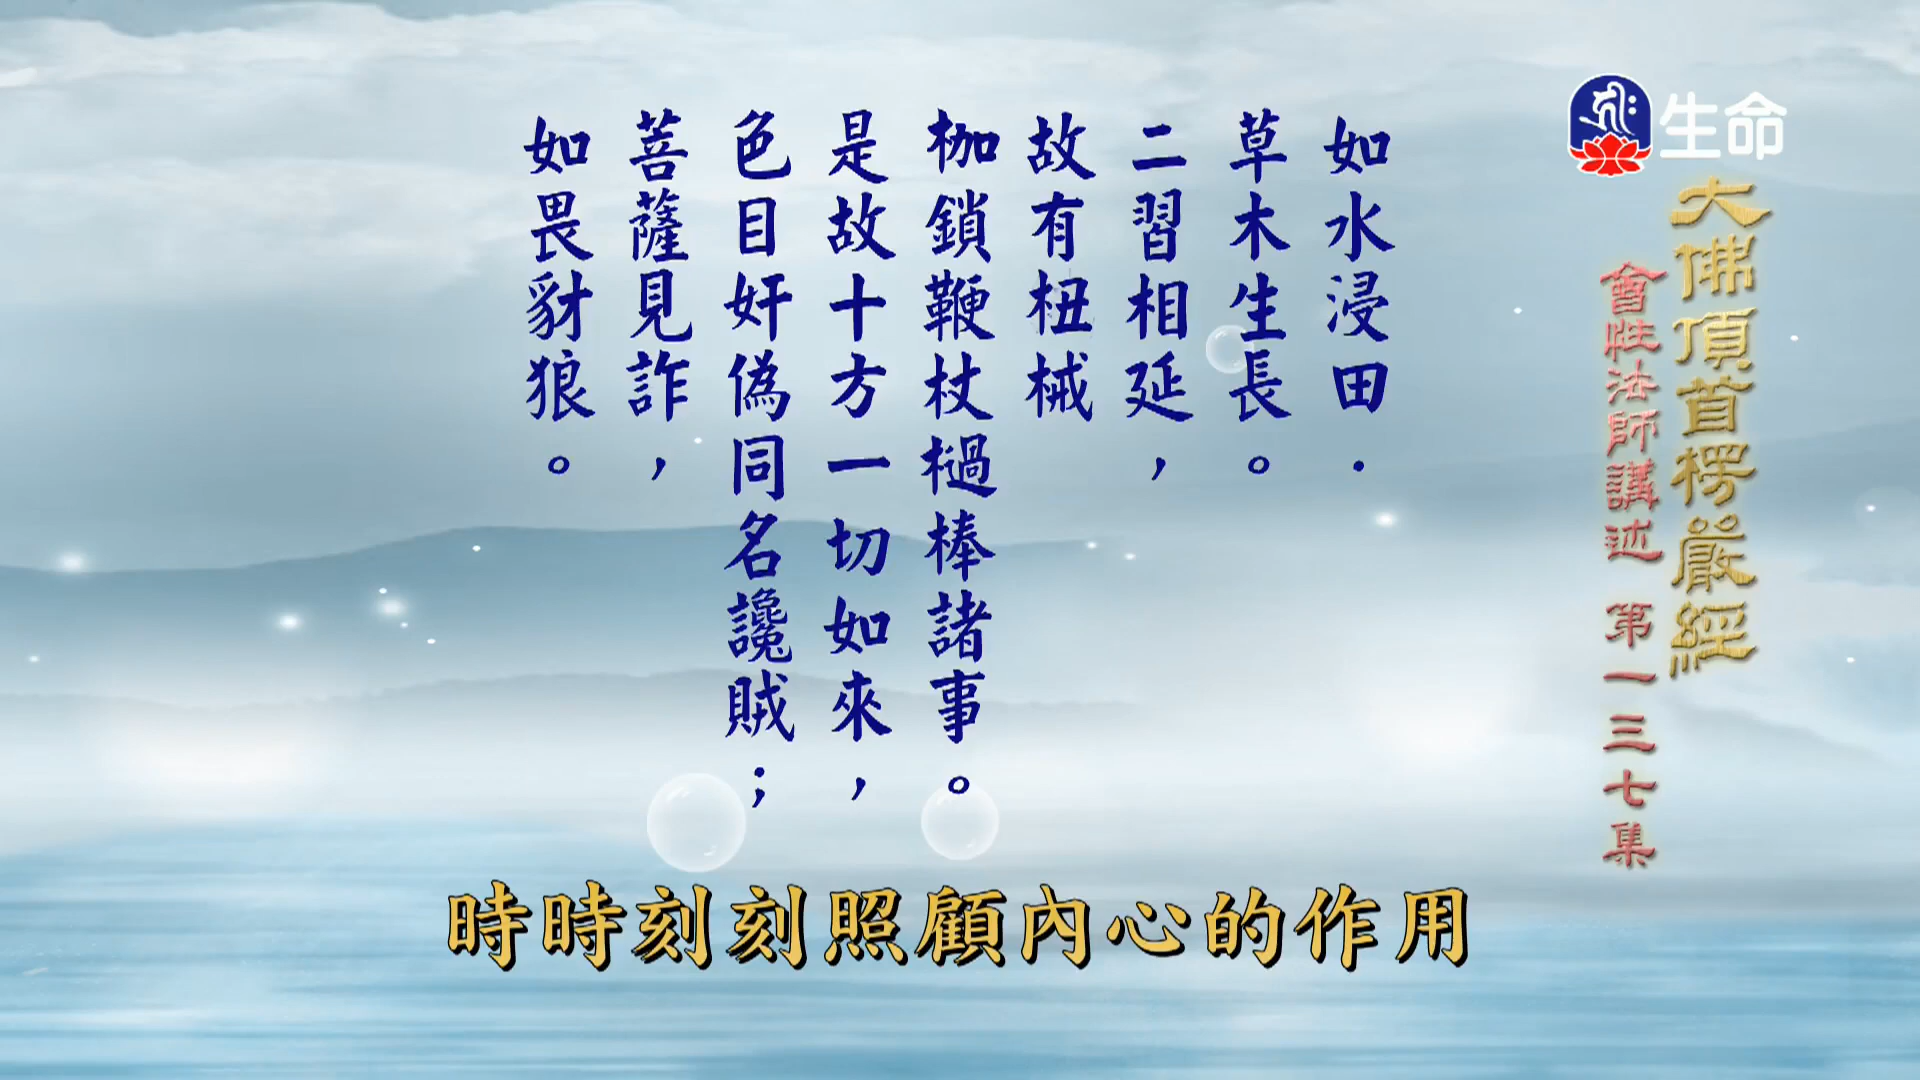 生命
大佛頂首楞嚴經
會性法師講述 第一三七集
如水浸田．
草木生長。
二習相延，
故有杻械
枷鎖鞭杖檛棒諸事。
是故十方一切如來，
色目奸偽同名讒賊；
菩薩見詐，
如畏豺狼。
時時刻刻照顧內心的作用